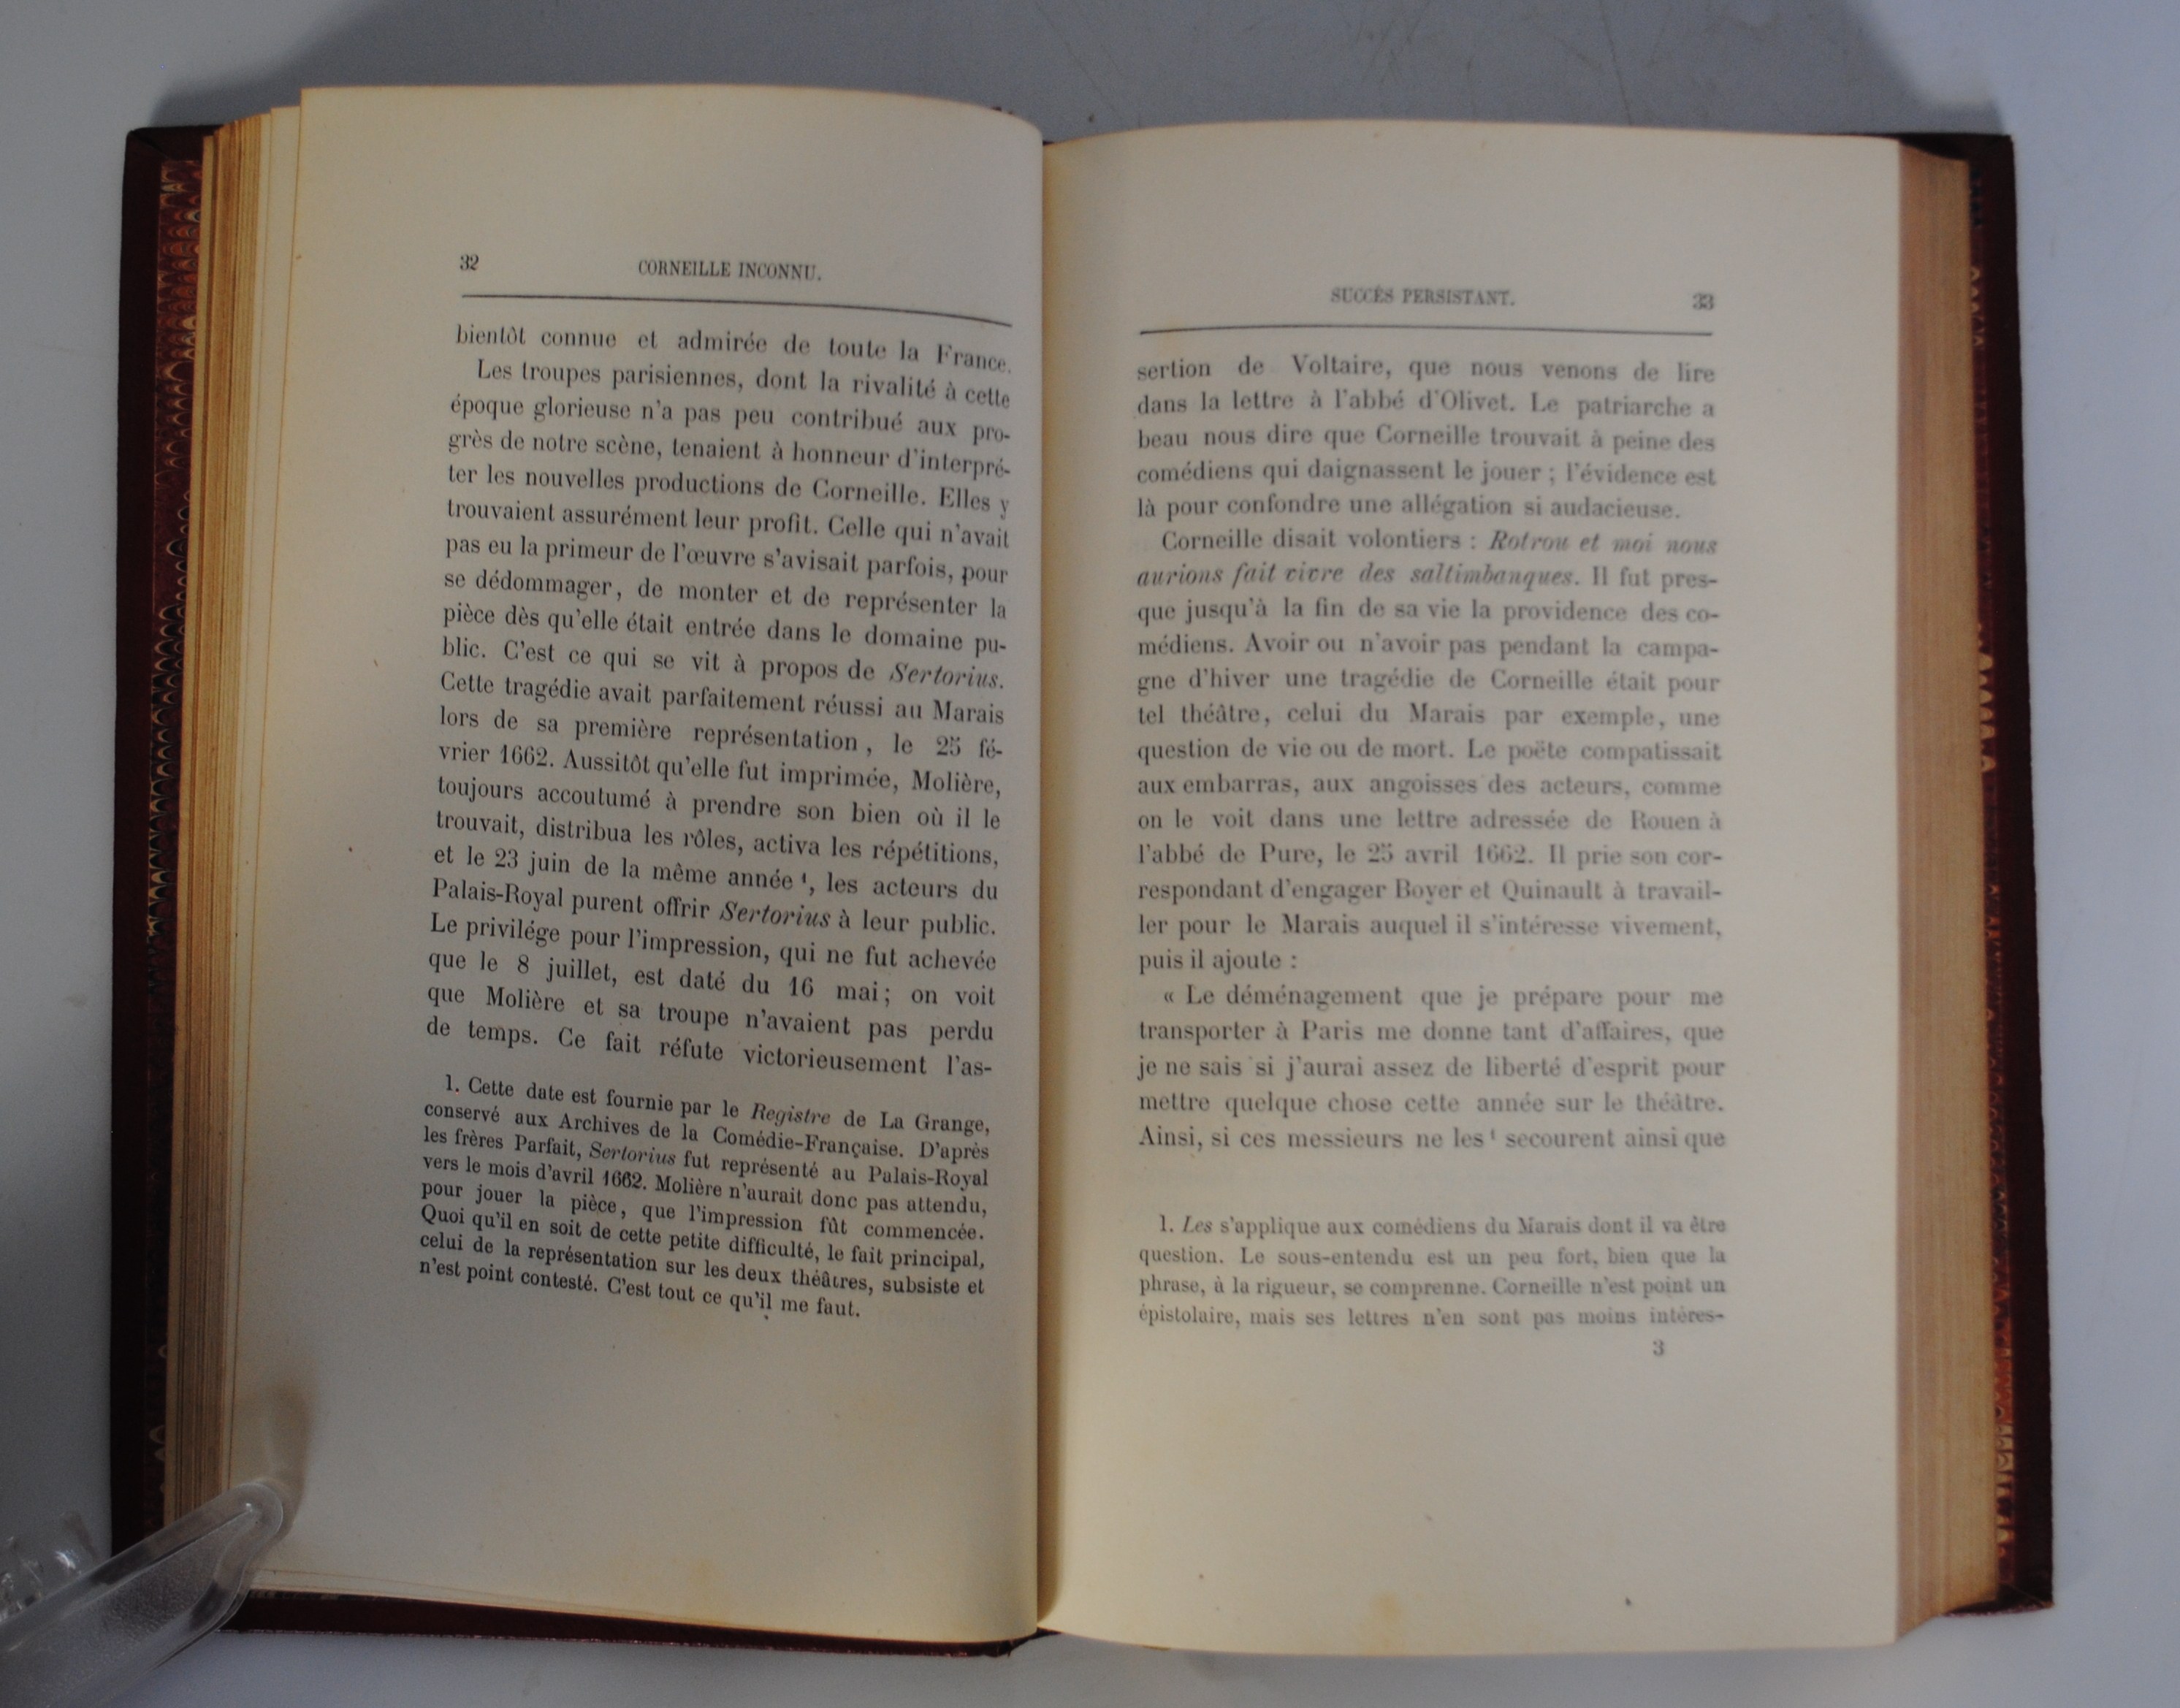 32
CORNEILLE INCONNU.
bientôt connue et admirée de toute la France.
Les troupes parisiennes, dont la rivalité à cette
époque glorieuse n'a pas peu contribué aux pro-
grès de notre scène, tenaient à honneur d'interpré-
ter les nouvelles productions de Corneille. Elles y
trouvaient assurément leur profit. Celle qui n'avait
pas eu la primeur de l'œuvre s'avisait parfois, pour
se dédommager, de monter et de représenter la
pièce dès qu'elle était entrée dans le domaine pu-
blic. C'est ce qui se vit à propos de Sertorius.
Cette tragédie avait parfaitement réussi au Marais
lors de sa première représentation, le 25 fé-
vrier 1662. Aussitôt qu'elle fut imprimée, Molière,
toujours accoutumé à prendre son bien où il le
trouvait, distribua les rôles, activa les répétitions,
et le 23 juin de la même année ¹, les acteurs du
Palais-Royal purent offrir Sertorius à leur public.
Le privilége pour l'impression, qui ne fut achevée
que le 8 juillet, est daté du 16 mai; on voit
que Molière et sa troupe n'avaient pas perdu
de temps. Ce fait réfute victorieusement l'as-
1. Cette date est fournie par le Registre de La Grange,
conservé aux Archives de la Comédie-Française. D'après
les frères Parfait, Sertorius fut représenté au Palais-Royal
vers le mois d'avril 1662. Molière n'aurait donc pas attendu,
pour jouer la pièce, que l'impression fût commencée.
Quoi qu'il en soit de cette petite difficulté, le fait principal,
celui de la représentation sur les deux théâtres, subsiste et
n'est point contesté. C'est tout ce qu'il me faut.
SUCCÈS PERSISTANT.
33
sertion de Voltaire, que nous venons de lire
dans la lettre à l'abbé d'Olivet. Le patriarche a
beau nous dire que Corneille trouvait à peine des
comédiens qui daignassent le jouer ; l'évidence est
là pour confondre une allégation si audacieuse.
Corneille disait volontiers : Rotrou et moi nous
aurions fait vivre des saltimbanques. Il fut pres-
que jusqu'à la fin de sa vie la providence des co-
médiens. Avoir ou n'avoir pas pendant la campa-
gne d'hiver une tragédie de Corneille était pour
tel théâtre, celui du Marais par exemple, une
question de vie ou de mort. Le poëte compatissait
aux embarras, aux angoisses des acteurs, comme
on le voit dans une lettre adressée de Rouen à
l'abbé de Pure, le 25 avril 1662. Il prie son cor-
respondant d'engager Boyer et Quinault à travail-
ler pour le Marais auquel il s'intéresse vivement,
puis il ajoute :
« Le déménagement que je prépare pour me
transporter à Paris me donne tant d'affaires, que
je ne sais si j'aurai assez de liberté d'esprit pour
mettre quelque chose cette année sur le théâtre.
Ainsi, si ces messieurs ne les ¹ secourent ainsi que
1. Les s'applique aux comédiens du Marais dont il va être
question. Le sous-entendu est un peu fort, bien que la
phrase, à la rigueur, se comprenne. Corneille n'est point un
épistolaire, mais ses lettres n'en sont pas moins intéres-
3